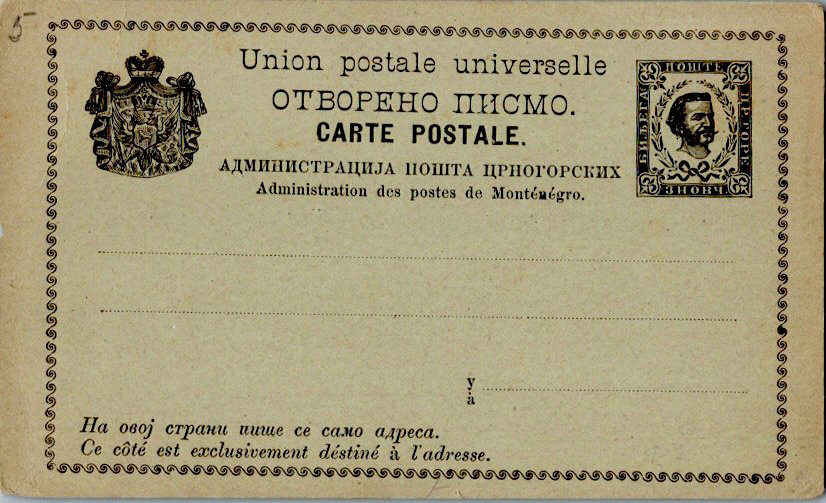 5
Union postale universelle
ОТВОРЕНО ПИСМО.
CARTE POSTALE.
АДМИНИСТРАЦИЈА ПОШТА ЦРНОГОРСКИХ
Administration des postes de Monténégro.
ПОШТЕ
БИЉЕГА
ЦР. ГОРЕ
3 НОВЧ
у
à
На овој страни пише се само адреса.
Ce côté est exclusivement déstiné à l'adresse.